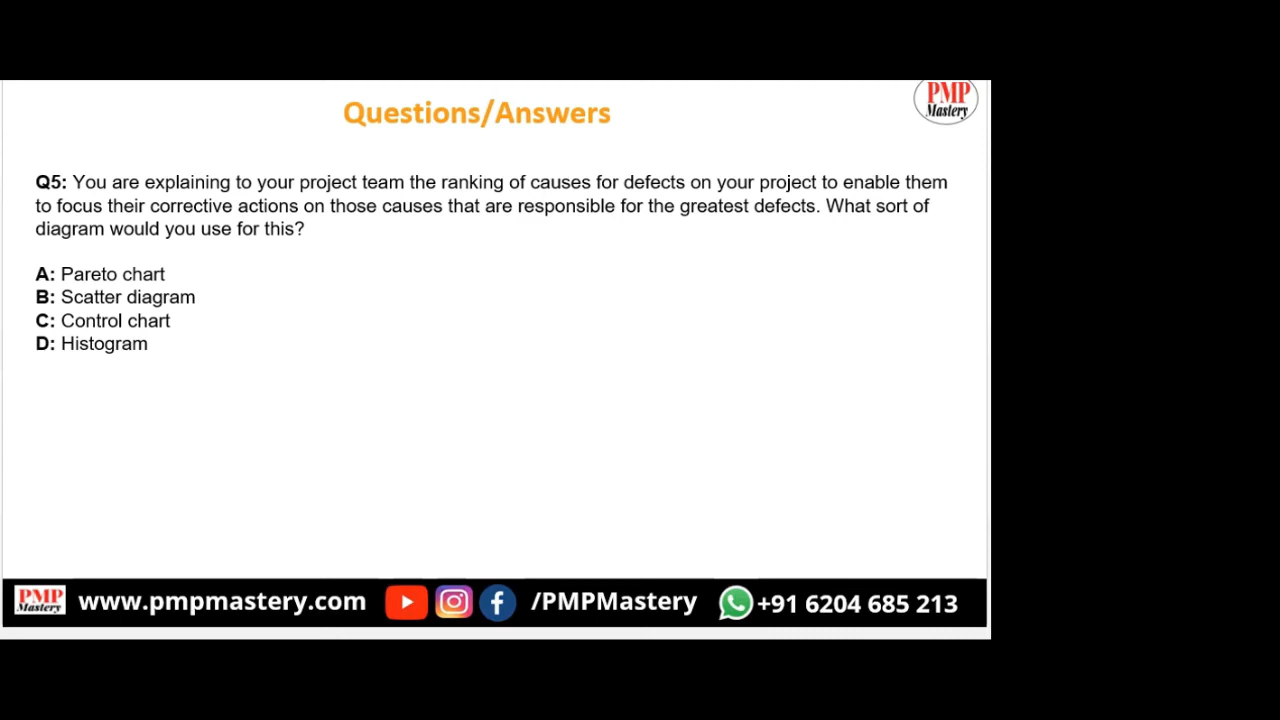 PMP
Mastery
Questions/Answers
Q5: You are explaining to your project team the ranking of causes for defects on your project to enable them
to focus their corrective actions on those causes that are responsible for the greatest defects. What sort of
diagram would you use for this?
A: Pareto chart
B: Scatter diagram
C: Control chart
D: Histogram
PMP
Mastery
www.pmpmastery.com /PMPMastery +91 6204 685 213